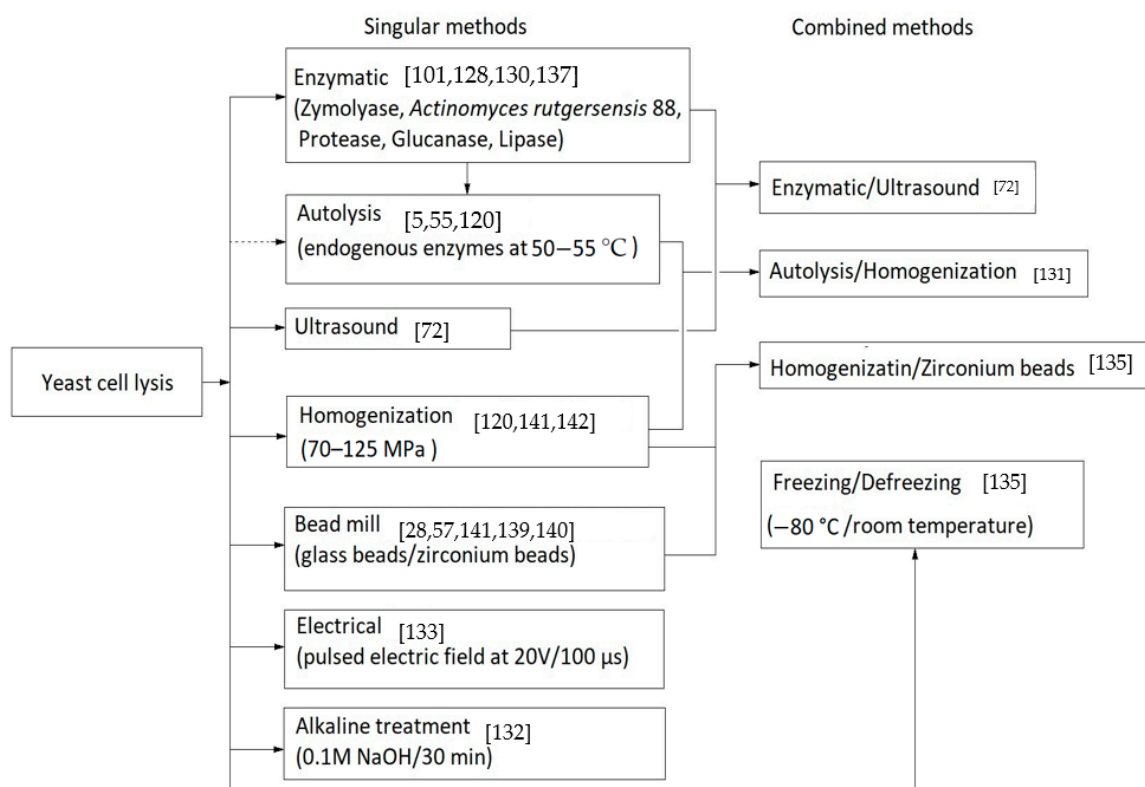 Singular methods
Combined methods
Enzymatic [101,128,130,137]
(Zymolyase, Actinomyces rutgersensis 88,
Protease, Glucanase, Lipase)
Autolysis [5,55,120]
(endogenous enzymes at 50–55 °C)
Ultrasound [72]
Yeast cell lysis
Homogenization [120,141,142]
(70–125 MPa )
Bead mill [28,57,141,139,140]
(glass beads/zirconium beads)
Electrical [133]
(pulsed electric field at 20V/100 µs)
Alkaline treatment [132]
(0.1M NaOH/30 min)
Enzymatic/Ultrasound [72]
Autolysis/Homogenization [131]
Homogenizatin/Zirconium beads [135]
Freezing/Defreezing [135]
(−80 °C/room temperature)